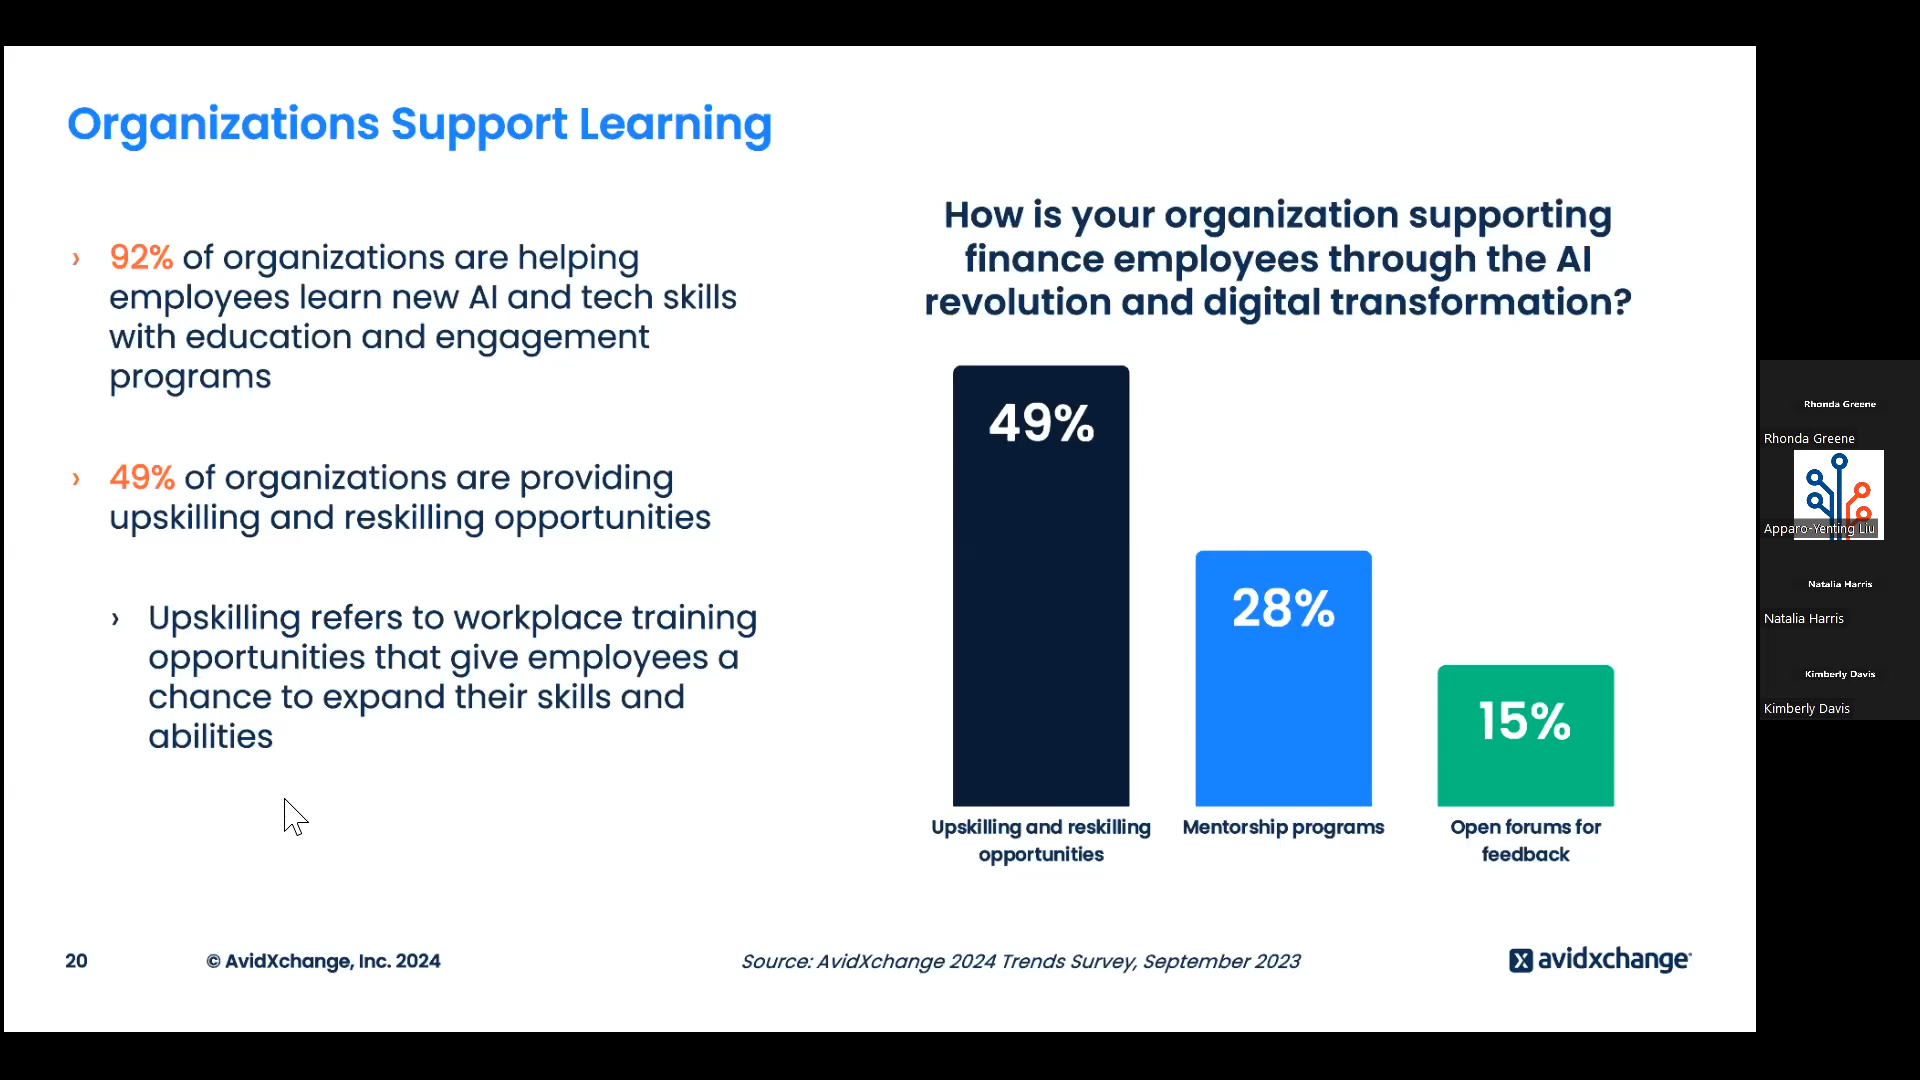 Organizations Support Learning
› 92% of organizations are helping
employees learn new AI and tech skills
with education and engagement
programs
› 49% of organizations are providing
upskilling and reskilling opportunities
› Upskilling refers to workplace training
opportunities that give employees a
chance to expand their skills and
abilities
How is your organization supporting
finance employees through the AI
revolution and digital transformation?
49%
28%
15%
Upskilling and reskilling
opportunities
Mentorship programs
Open forums for
feedback
20
© AvidXchange, Inc. 2024
Source: AvidXchange 2024 Trends Survey, September 2023
avidxchange
Rhonda Greene
Rhonda Greene
Apparo-Yenting Liu
Natalia Harris
Natalia Harris
Kimberly Davis
Kimberly Davis